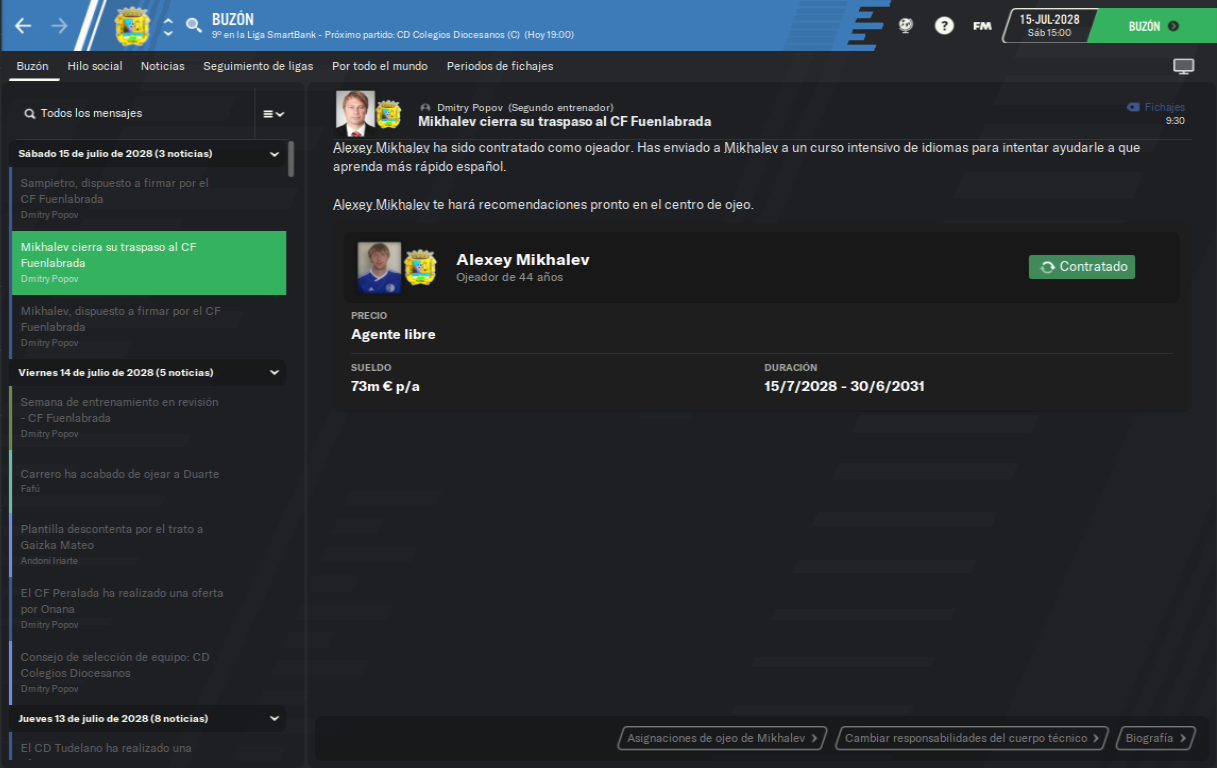 BUZÓN
9º en la Liga SmartBank - Próximo partido: CD Colegios Diocesanos (C) (Hoy 19:00)
?
FM
15-JUL-2028
Sáb 15:00
BUZÓN
Buzón Hilo social Noticias Seguimiento de ligas Por todo el mundo Periodos de fichajes
Todos los mensajes
Sábado 15 de julio de 2028 (3 noticias)
Sampietro, dispuesto a firmar por el
CF Fuenlabrada
Dmitry Popov
Mikhalev cierra su traspaso al CF
Fuenlabrada
Dmitry Popov
Mikhalev, dispuesto a firmar por el CF
Fuenlabrada
Dmitry Popov
Viernes 14 de julio de 2028 (5 noticias)
Semana de entrenamiento en revisión
- CF Fuenlabrada
Dmitry Popov
Carrero ha acabado de ojear a Duarte
Fafú
Plantilla descontenta por el trato a
Gaizka Mateo
Andoni Iriarte
El CF Peralada ha realizado una oferta
por Onana
Dmitry Popov
Consejo de selección de equipo: CD
Colegios Diocesanos
Dmitry Popov
Jueves 13 de julio de 2028 (8 noticias)
El CD Tudelano ha realizado una
Dmitry Popov (Segundo entrenador)
Mikhalev cierra su traspaso al CF Fuenlabrada
Fichajes
9:30
Alexey Mikhalev ha sido contratado como ojeador. Has enviado a Mikhalev a un curso intensivo de idiomas para intentar ayudarle a que
aprenda más rápido español.
Alexey Mikhalev te hará recomendaciones pronto en el centro de ojeo.
Alexey Mikhalev
Ojeador de 44 años
Contratado
PRECIO
Agente libre
SUELDO
73m € p/a
DURACIÓN
15/7/2028 - 30/6/2031
Asignaciones de ojeo de Mikhalev
Cambiar responsabilidades del cuerpo técnico
Biografía